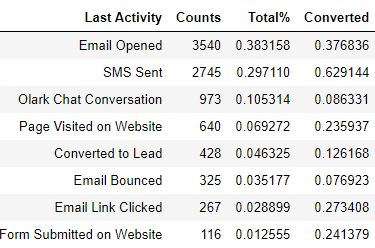 Last Activity Counts Total% Converted
Email Opened 3540 0.383158 0.376836
SMS Sent 2745 0.297110 0.629144
Olark Chat Conversation 973 0.105314 0.086331
Page Visited on Website 640 0.069272 0.235937
Converted to Lead 428 0.046325 0.126168
Email Bounced 325 0.035177 0.076923
Email Link Clicked 267 0.028899 0.273408
Form Submitted on Website 116 0.012555 0.241379